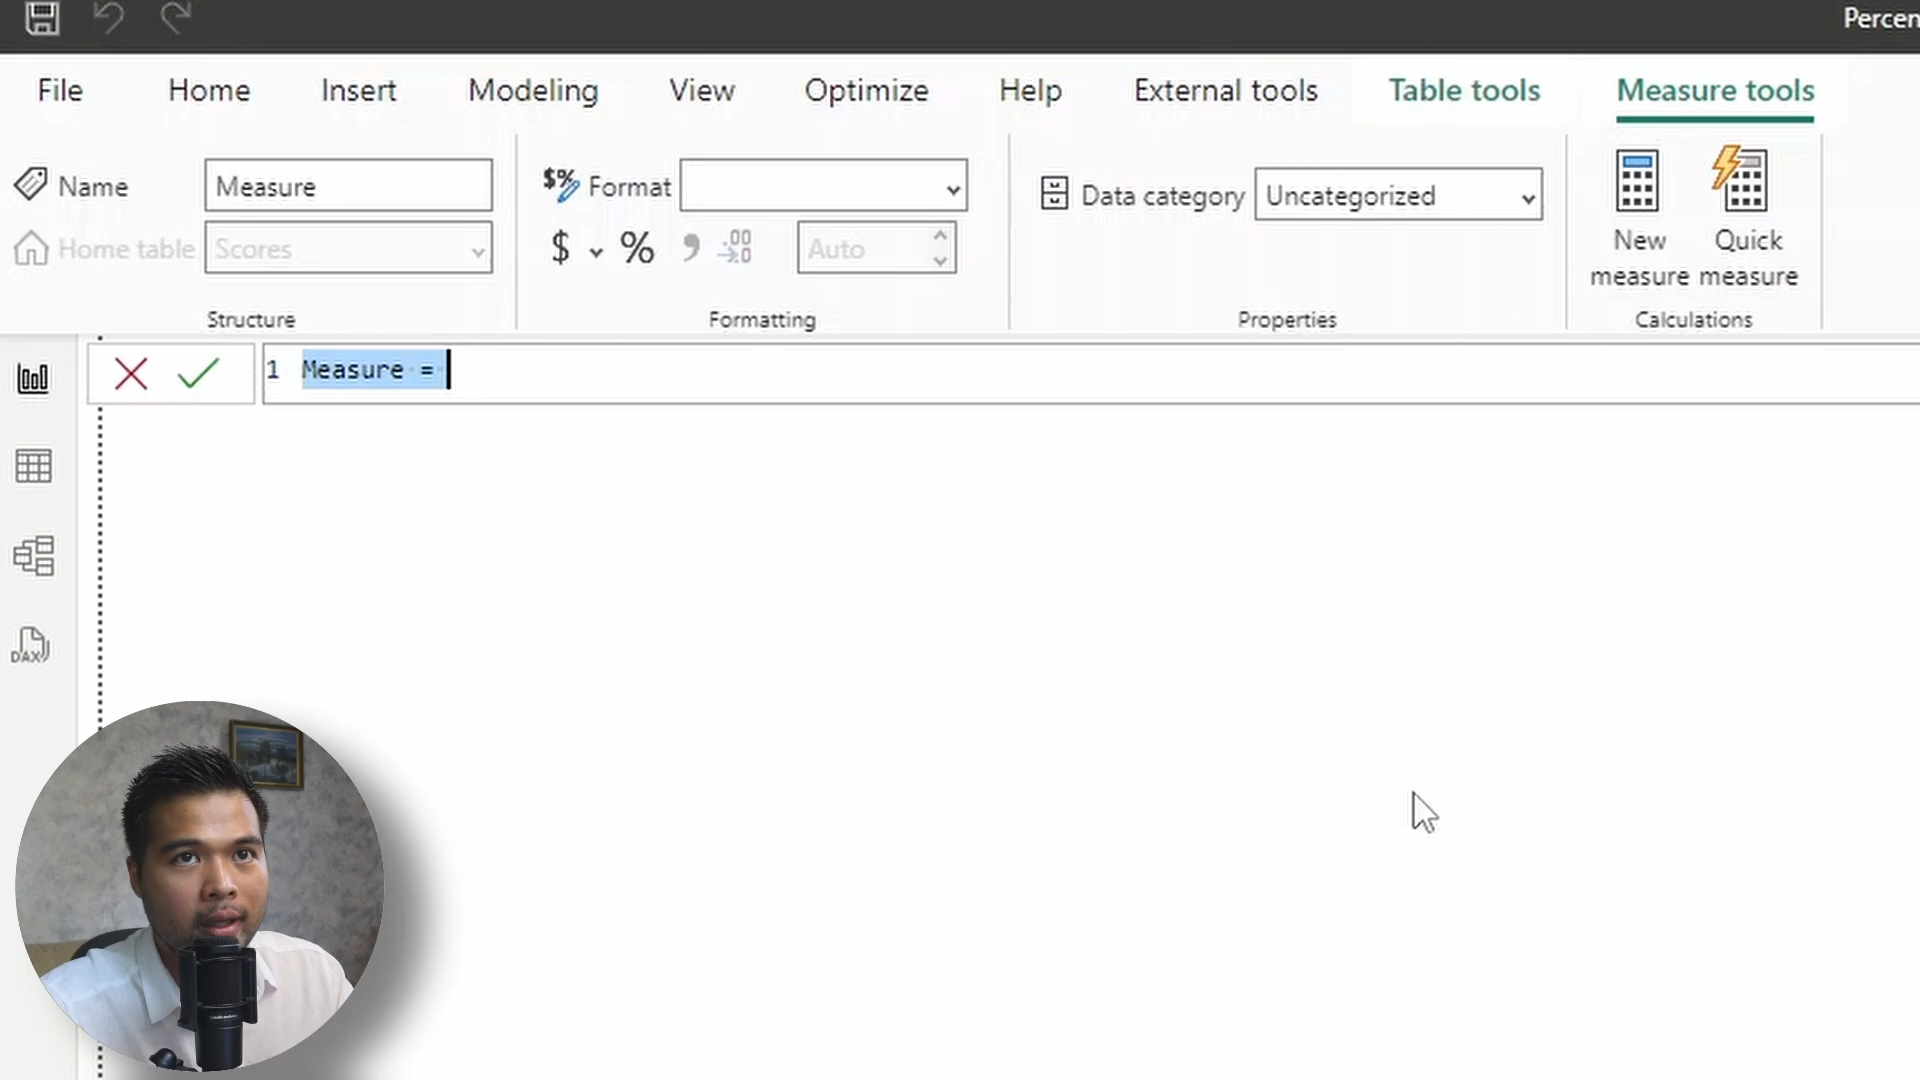 Percen
File Home Insert Modeling View Optimize Help External tools Table tools Measure tools
Name Measure $% Format Data category Uncategorized
Home table Scores $ % .00 Auto
New measure
Quick measure
Structure Formatting Properties Calculations
1 Measure =
DAX